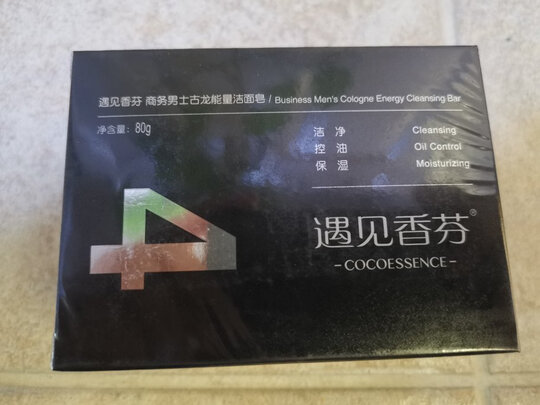 遇见香芬 商务男士古龙能量洁面皂 / Business Men's Cologne Energy Cleansing Bar
净含量: 80g
洁 净 Cleansing
控 油 Oil Control
保 湿 Moisturizing
4
遇见香芬®
-COCOESSENCE-